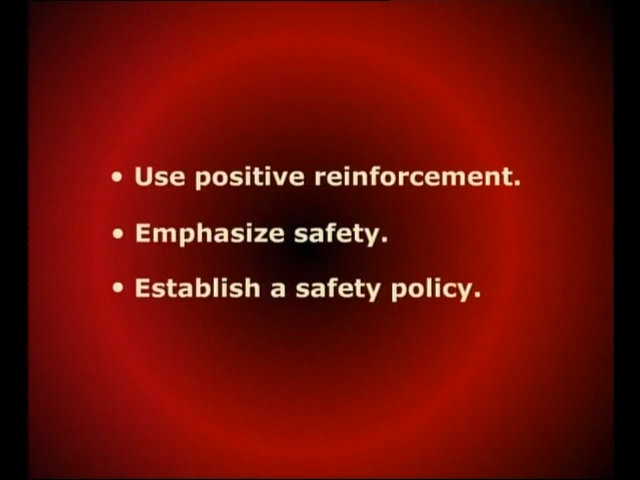 • Use positive reinforcement.
• Emphasize safety.
• Establish a safety policy.